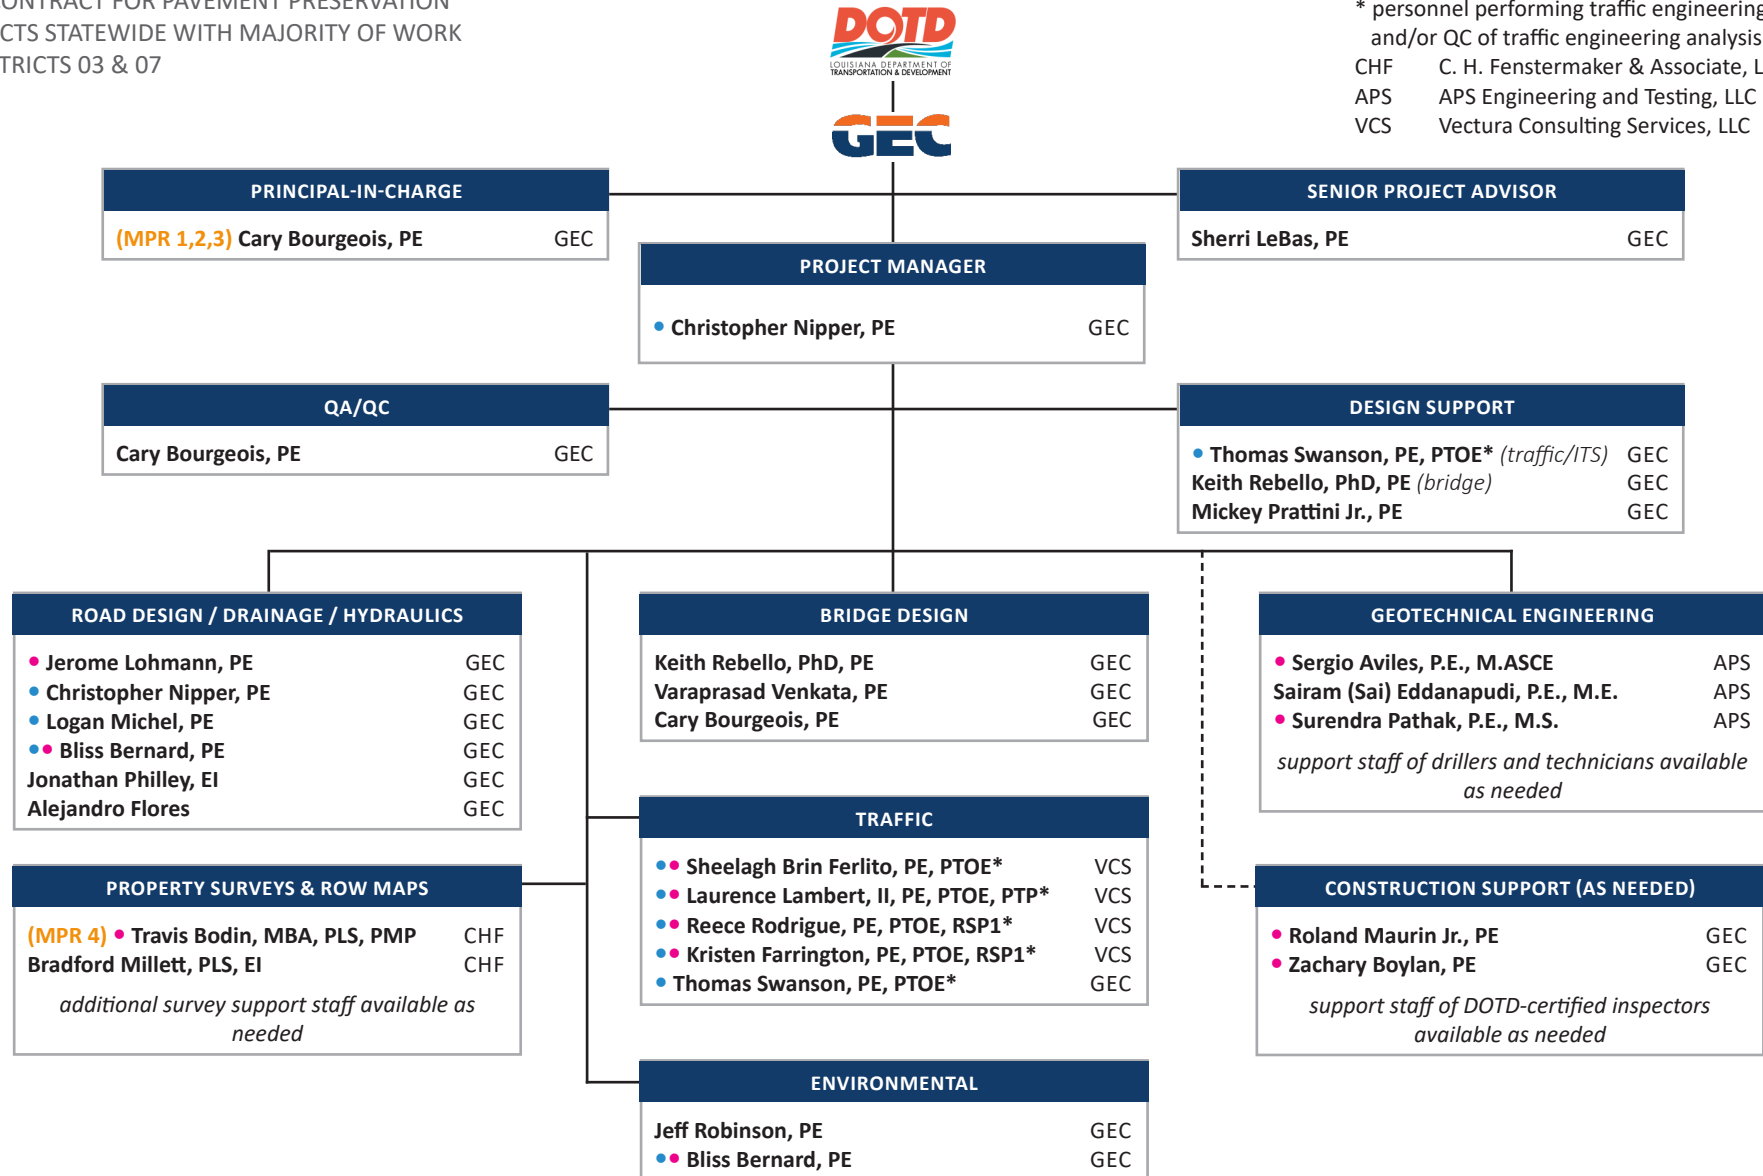 CONTRACT FOR PAVEMENT PRESERVATION
CTS STATEWIDE WITH MAJORITY OF WORK
TRICTS 03 & 07
DOTD
LOUISIANA DEPARTMENT OF
TRANSPORTATION & DEVELOPMENT
GEC
* personnel performing traffic engineering
and/or QC of traffic engineering analysis
CHF C. H. Fenstermaker & Associate, L
APS APS Engineering and Testing, LLC
VCS Vectura Consulting Services, LLC
PRINCIPAL-IN-CHARGE
(MPR 1,2,3) Cary Bourgeois, PE GEC
SENIOR PROJECT ADVISOR
Sherri LeBas, PE GEC
PROJECT MANAGER
• Christopher Nipper, PE GEC
QA/QC
Cary Bourgeois, PE GEC
DESIGN SUPPORT
• Thomas Swanson, PE, PTOE* (traffic/ITS) GEC
Keith Rebello, PhD, PE (bridge) GEC
Mickey Prattini Jr., PE GEC
ROAD DESIGN / DRAINAGE / HYDRAULICS
• Jerome Lohmann, PE GEC
• Christopher Nipper, PE GEC
• Logan Michel, PE GEC
•• Bliss Bernard, PE GEC
Jonathan Philley, EI GEC
Alejandro Flores GEC
BRIDGE DESIGN
Keith Rebello, PhD, PE GEC
Varaprasad Venkata, PE GEC
Cary Bourgeois, PE GEC
GEOTECHNICAL ENGINEERING
• Sergio Aviles, P.E., M.ASCE APS
Sairam (Sai) Eddanapudi, P.E., M.E. APS
• Surendra Pathak, P.E., M.S. APS
support staff of drillers and technicians available
as needed
TRAFFIC
•• Sheelagh Brin Ferlito, PE, PTOE* VCS
•• Laurence Lambert, II, PE, PTOE, PTP* VCS
•• Reece Rodrigue, PE, PTOE, RSP1* VCS
•• Kristen Farrington, PE, PTOE, RSP1* VCS
• Thomas Swanson, PE, PTOE* GEC
PROPERTY SURVEYS & ROW MAPS
(MPR 4) • Travis Bodin, MBA, PLS, PMP CHF
Bradford Millett, PLS, EI CHF
additional survey support staff available as
needed
CONSTRUCTION SUPPORT (AS NEEDED)
• Roland Maurin Jr., PE GEC
• Zachary Boylan, PE GEC
support staff of DOTD-certified inspectors
available as needed
ENVIRONMENTAL
Jeff Robinson, PE GEC
•• Bliss Bernard, PE GEC